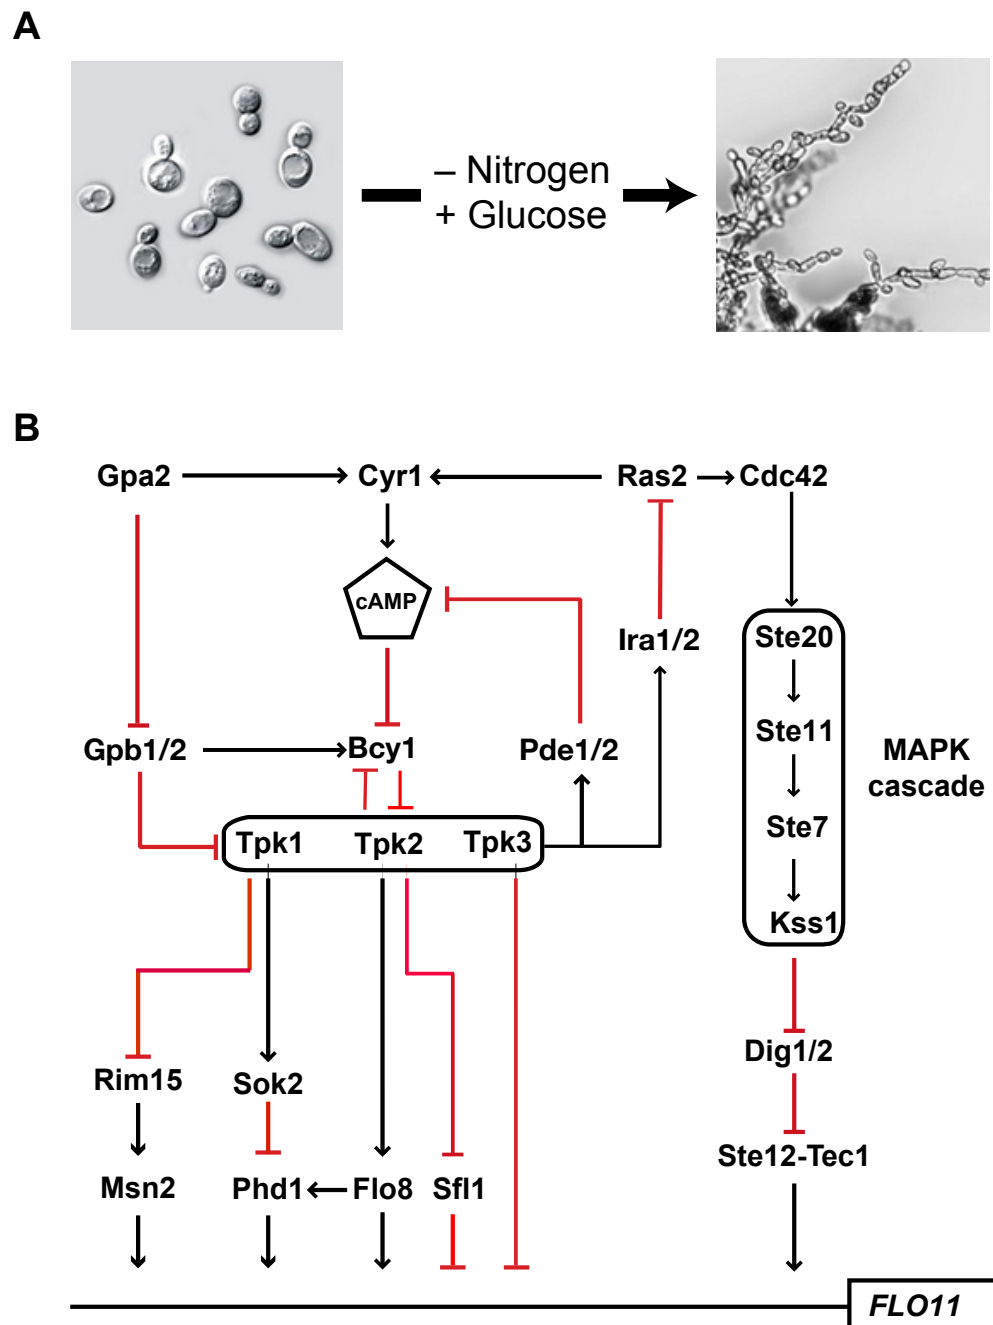 A
– Nitrogen
+ Glucose
B
Gpa2
Cyr1
Ras2
Cdc42
cAMP
Ira1/2
Ste20
Ste11
Gpb1/2
Bcy1
Pde1/2
MAPK
cascade
Tpk1
Tpk2
Tpk3
Ste7
Kss1
Dig1/2
Rim15
Sok2
Ste12-Tec1
Msn2
Phd1
Flo8
Sfl1
FLO11